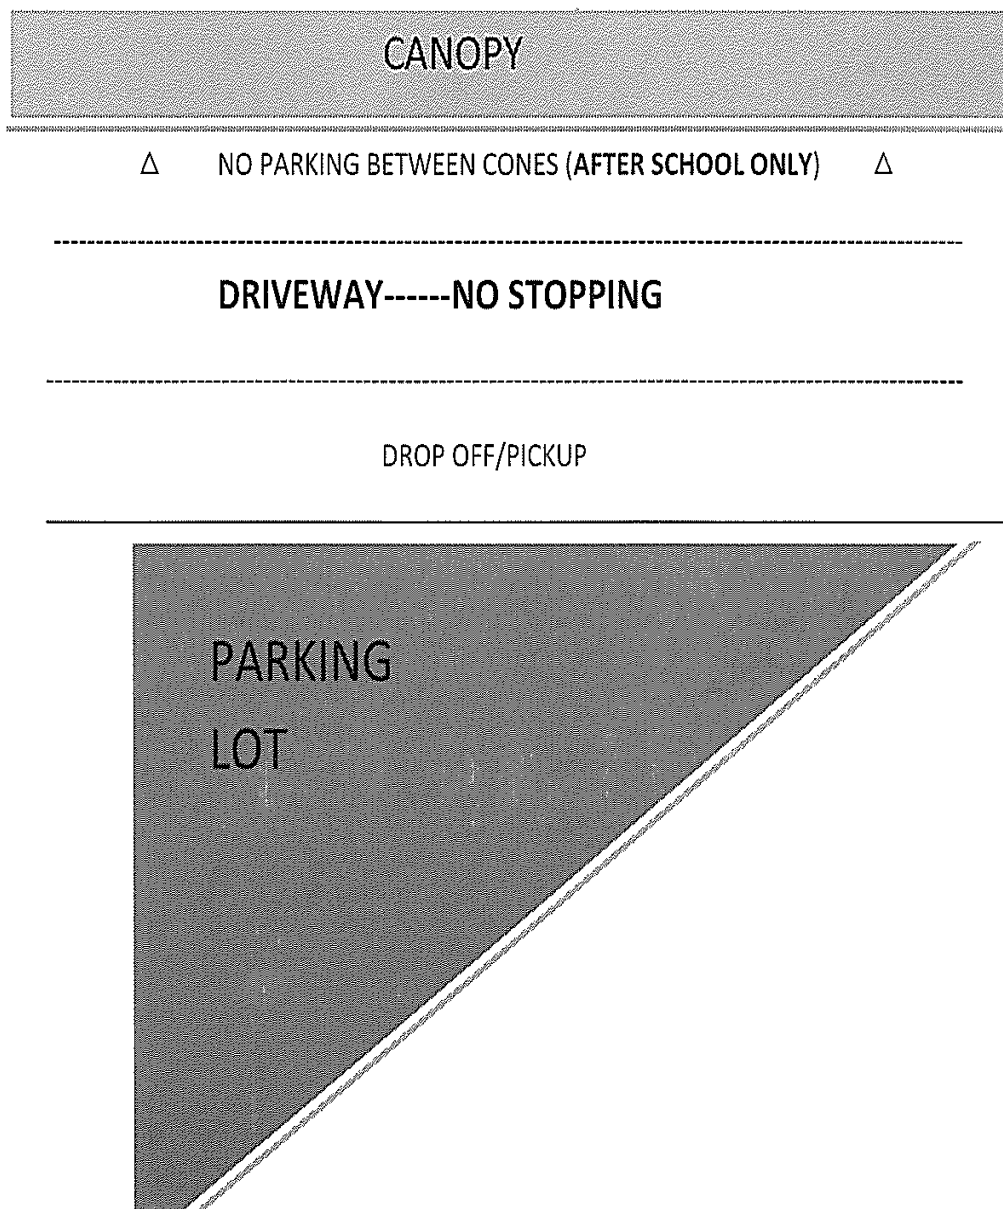 CANOPY
Δ NO PARKING BETWEEN CONES (AFTER SCHOOL ONLY) Δ
DRIVEWAY------NO STOPPING
DROP OFF/PICKUP
PARKING
LOT